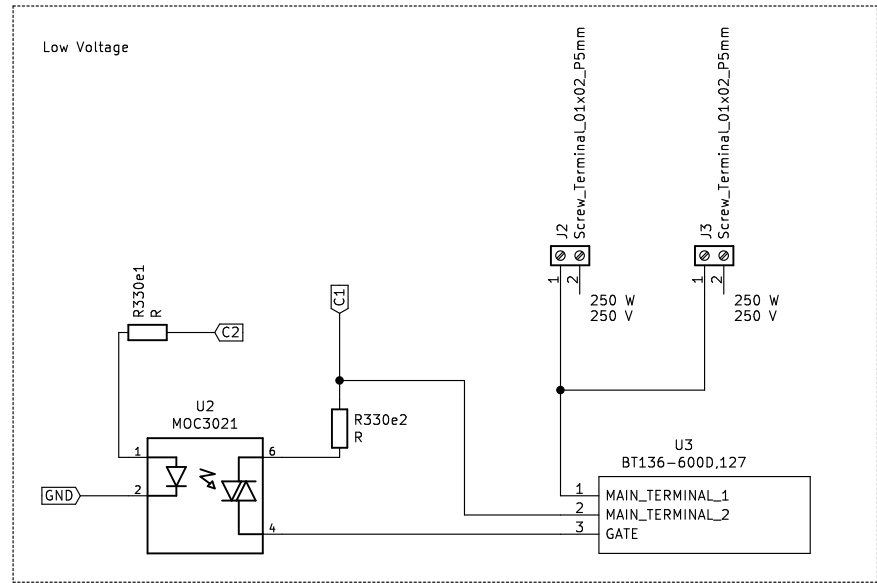 Low Voltage
Screw_Terminal_01x02_P5mm
J2
Screw_Terminal_01x02_P5mm
J3
1
2
1
2
250 W
250 V
250 W
250 V
R330e1
R
C2
C1
U2
MOC3021
R330e2
R
U3
BT136-600D,127
1
6
2
GND
4
1
MAIN_TERMINAL_1
2
MAIN_TERMINAL_2
3
GATE